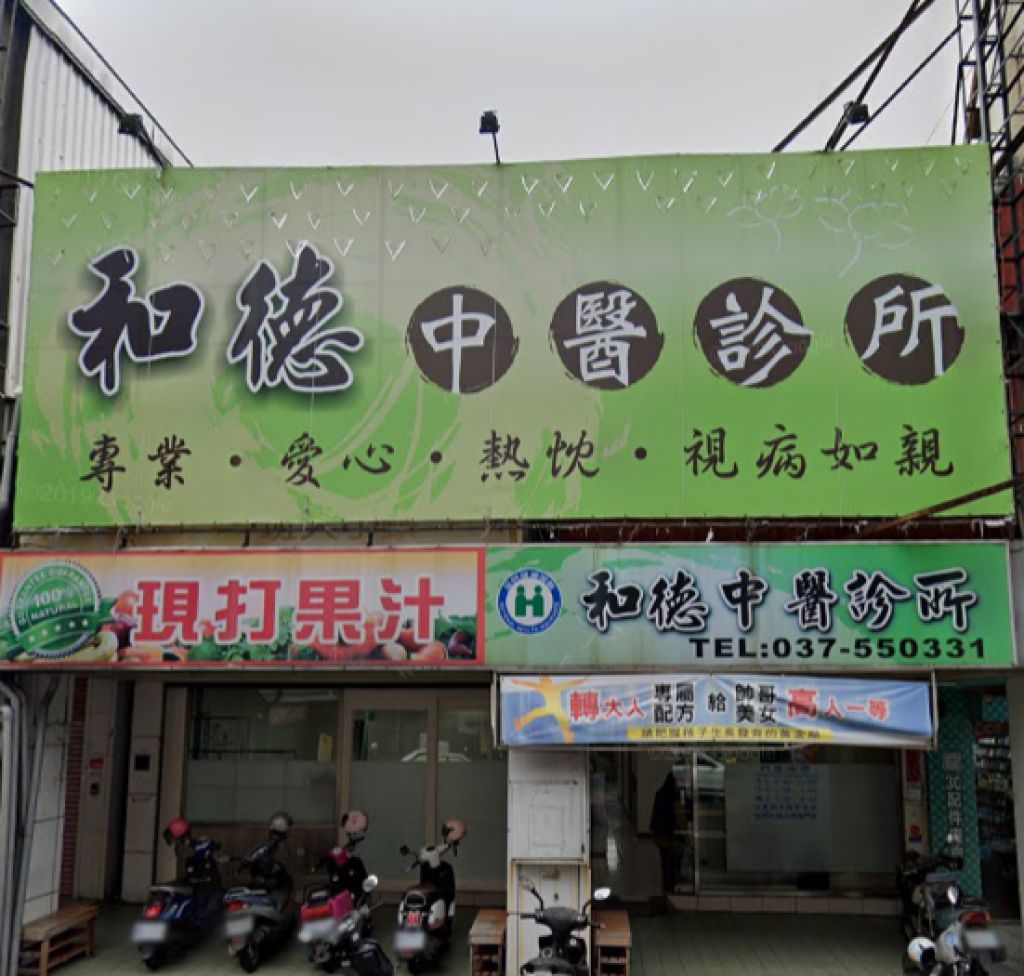 和德中醫診所
專業·愛心·熱忱·視病如親
現打果汁
100%
NATURAL
和德中醫診所
TEL:037-550331
轉大人 專屬配方 給 帥哥美女 高人一等